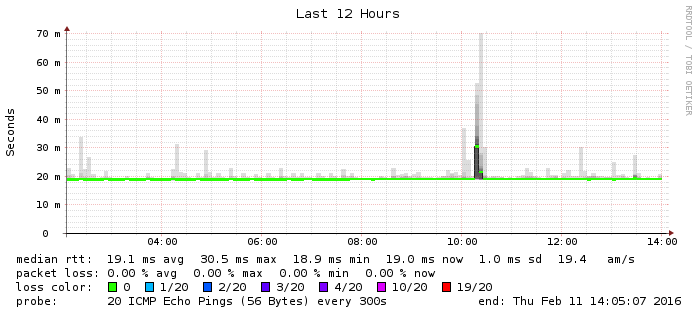 Last 12 Hours
RRDTOOL / TOBI OETIKER
Seconds
70 m
60 m
50 m
40 m
30 m
20 m
10 m
0
04:00 06:00 08:00 10:00 12:00 14:00
median rtt: 19.1 ms avg 30.5 ms max 18.9 ms min 19.0 ms now 1.0 ms sd 19.4 am/s
packet loss: 0.00 % avg 0.00 % max 0.00 % min 0.00 % now
loss color: 0 1/20 2/20 3/20 4/20 10/20 19/20
probe: 20 ICMP Echo Pings (56 Bytes) every 300s end: Thu Feb 11 14:05:07 2016